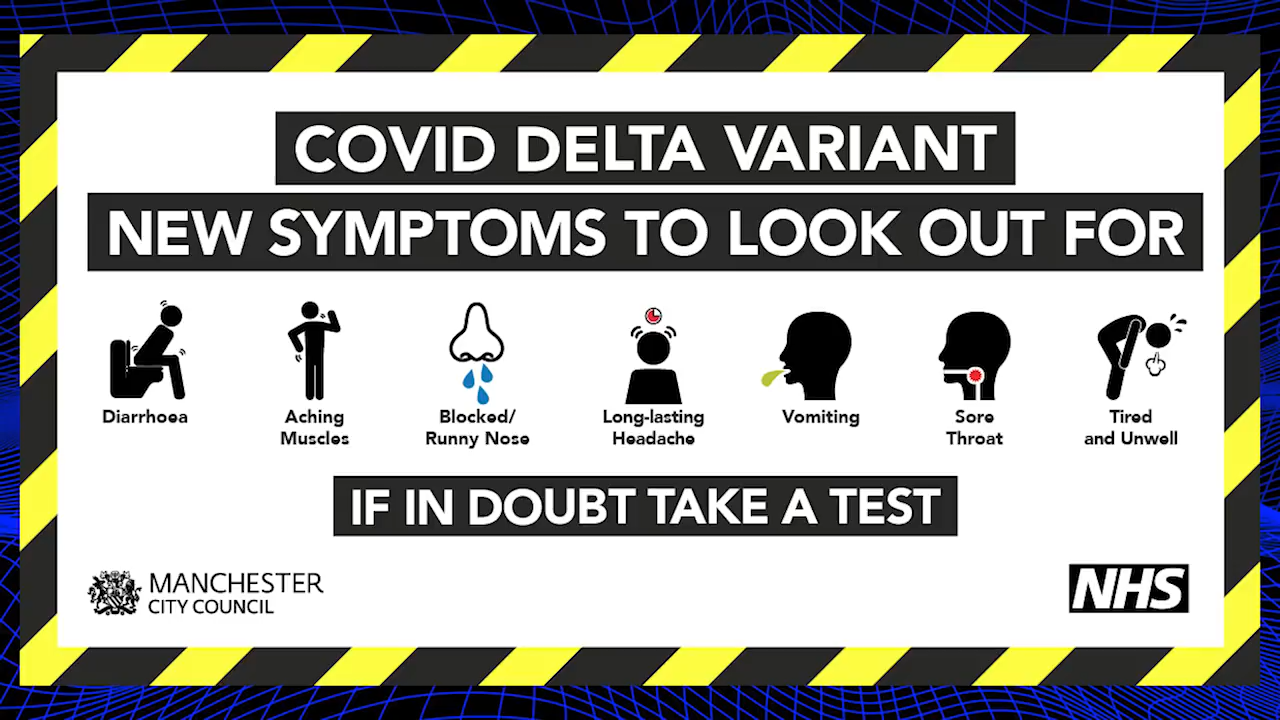 COVID DELTA VARIANT
NEW SYMPTOMS TO LOOK OUT FOR
Diarrhoea
Aching
Muscles
Blocked/
Runny Nose
Long-lasting
Headache
Vomiting
Sore
Throat
Tired
and Unwell
IF IN DOUBT TAKE A TEST
MANCHESTER
CITY COUNCIL
NHS